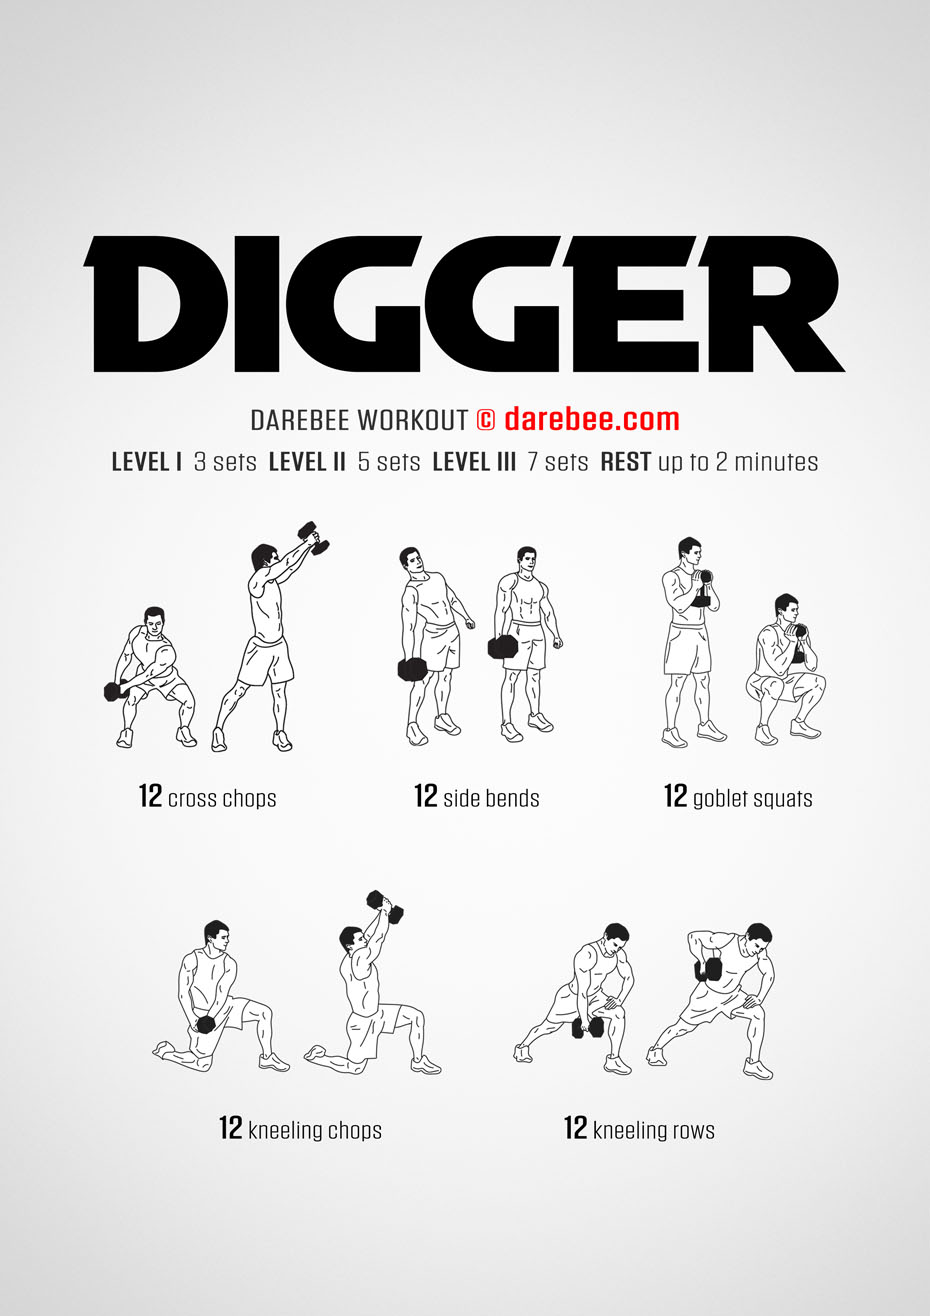 DIGGER
DAREBEE WORKOUT © darebee.com
LEVEL I 3 sets LEVEL II 5 sets LEVEL III 7 sets REST up to 2 minutes
12 cross chops
12 side bends
12 goblet squats
12 kneeling chops
12 kneeling rows